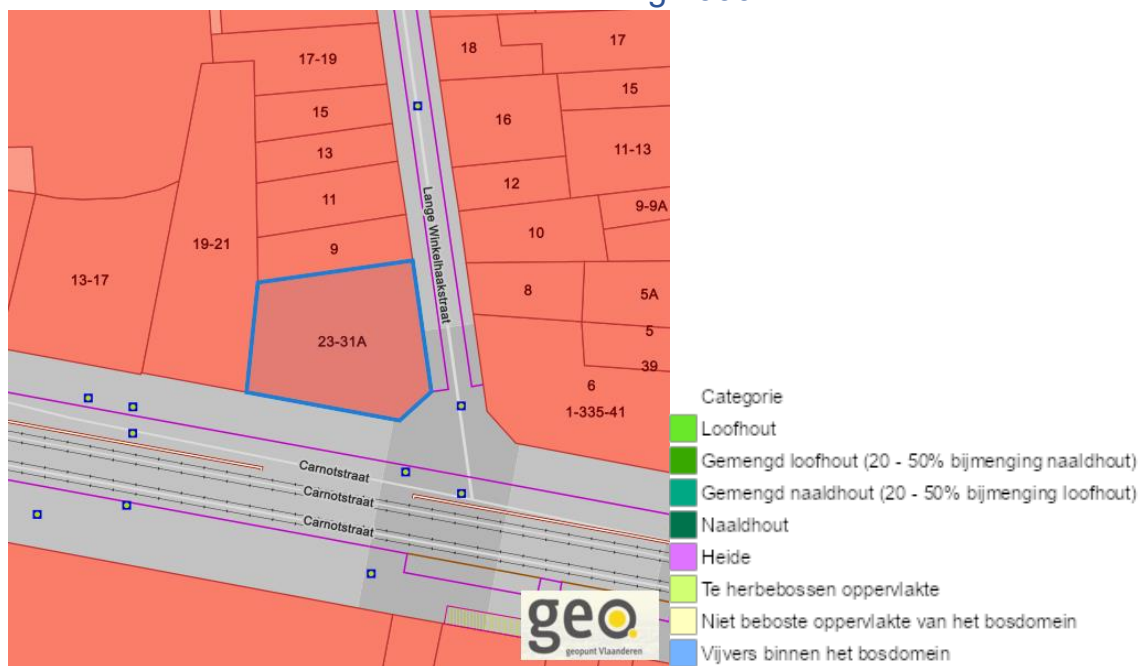 17-19
18
17
15
15
16
13
11-13
12
11
9-9A
10
19-21
9
Lange Winkelhaakstraat
13-17
8
5A
5
23-31A
39
6
1-335-41
Carnotstraat
Carnotstraat
Carnotstraat
geo
geopunt Vlaanderen
Categorie
Loofhout
Gemengd loofhout (20 - 50% bijmenging naaldhout)
Gemengd naaldhout (20 - 50% bijmenging loofhout)
Naaldhout
Heide
Te herbebossen oppervlakte
Niet beboste oppervlakte van het bosdomein
Vijvers binnen het bosdomein